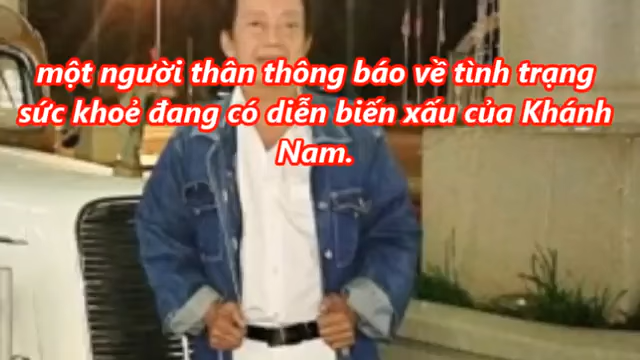 một người thân thông báo về tình trạng
sức khoẻ đang có diễn biến xấu của Khánh
Nam.